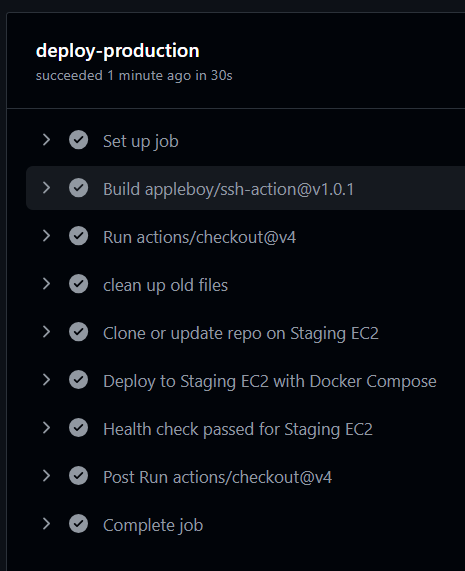 deploy-production
succeeded 1 minute ago in 30s
Set up job
Build appleboy/ssh-action@v1.0.1
Run actions/checkout@v4
clean up old files
Clone or update repo on Staging EC2
Deploy to Staging EC2 with Docker Compose
Health check passed for Staging EC2
Post Run actions/checkout@v4
Complete job